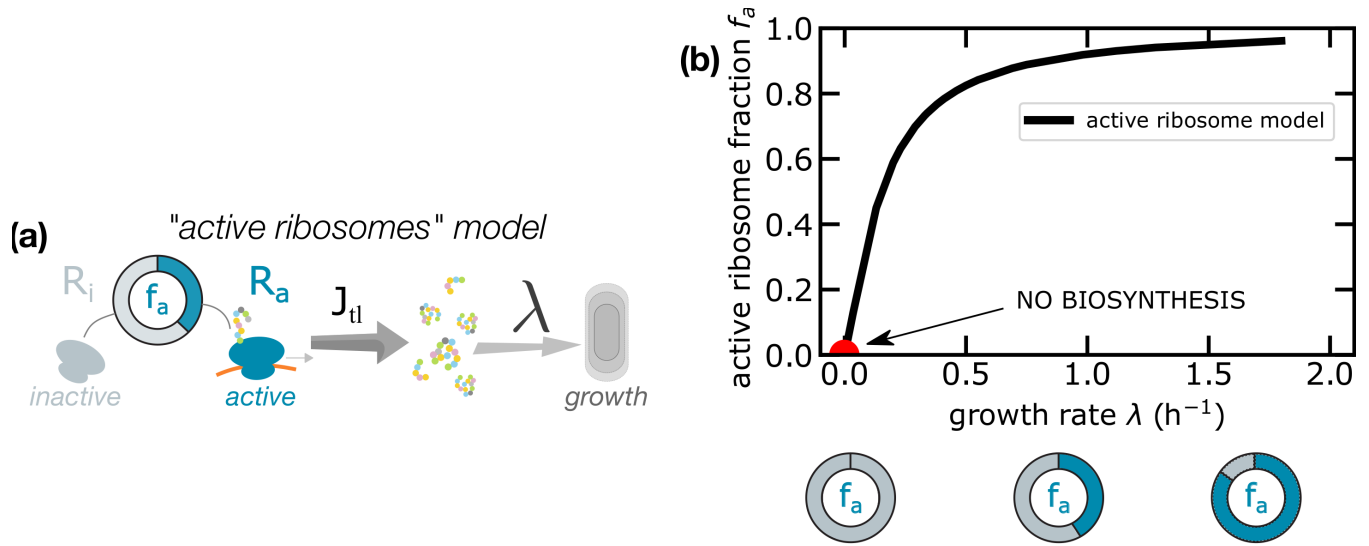 (a)
"active ribosomes" model
R_i
f_a
R_a
J_tl
λ
inactive
active
growth
(b)
active ribosome fraction f_a
1.0
0.8
0.6
0.4
0.2
0.0
active ribosome model
NO BIOSYNTHESIS
0.0 0.5 1.0 1.5 2.0
growth rate λ (h⁻¹)
f_a f_a f_a